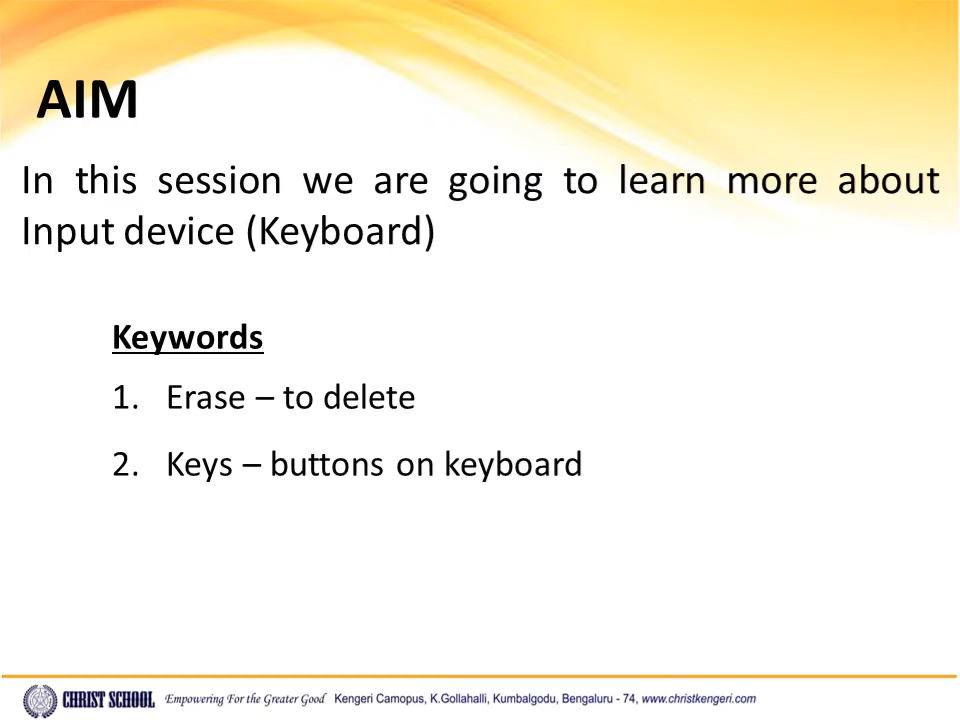 AIM
In this session we are going to learn more about
Input device (Keyboard)
Keywords
1. Erase – to delete
2. Keys – buttons on keyboard
CHRIST SCHOOL Empowering For the Greater Good Kengeri Camopus, K.Gollahalli, Kumbalgodu, Bengaluru - 74, www.christkengeri.com